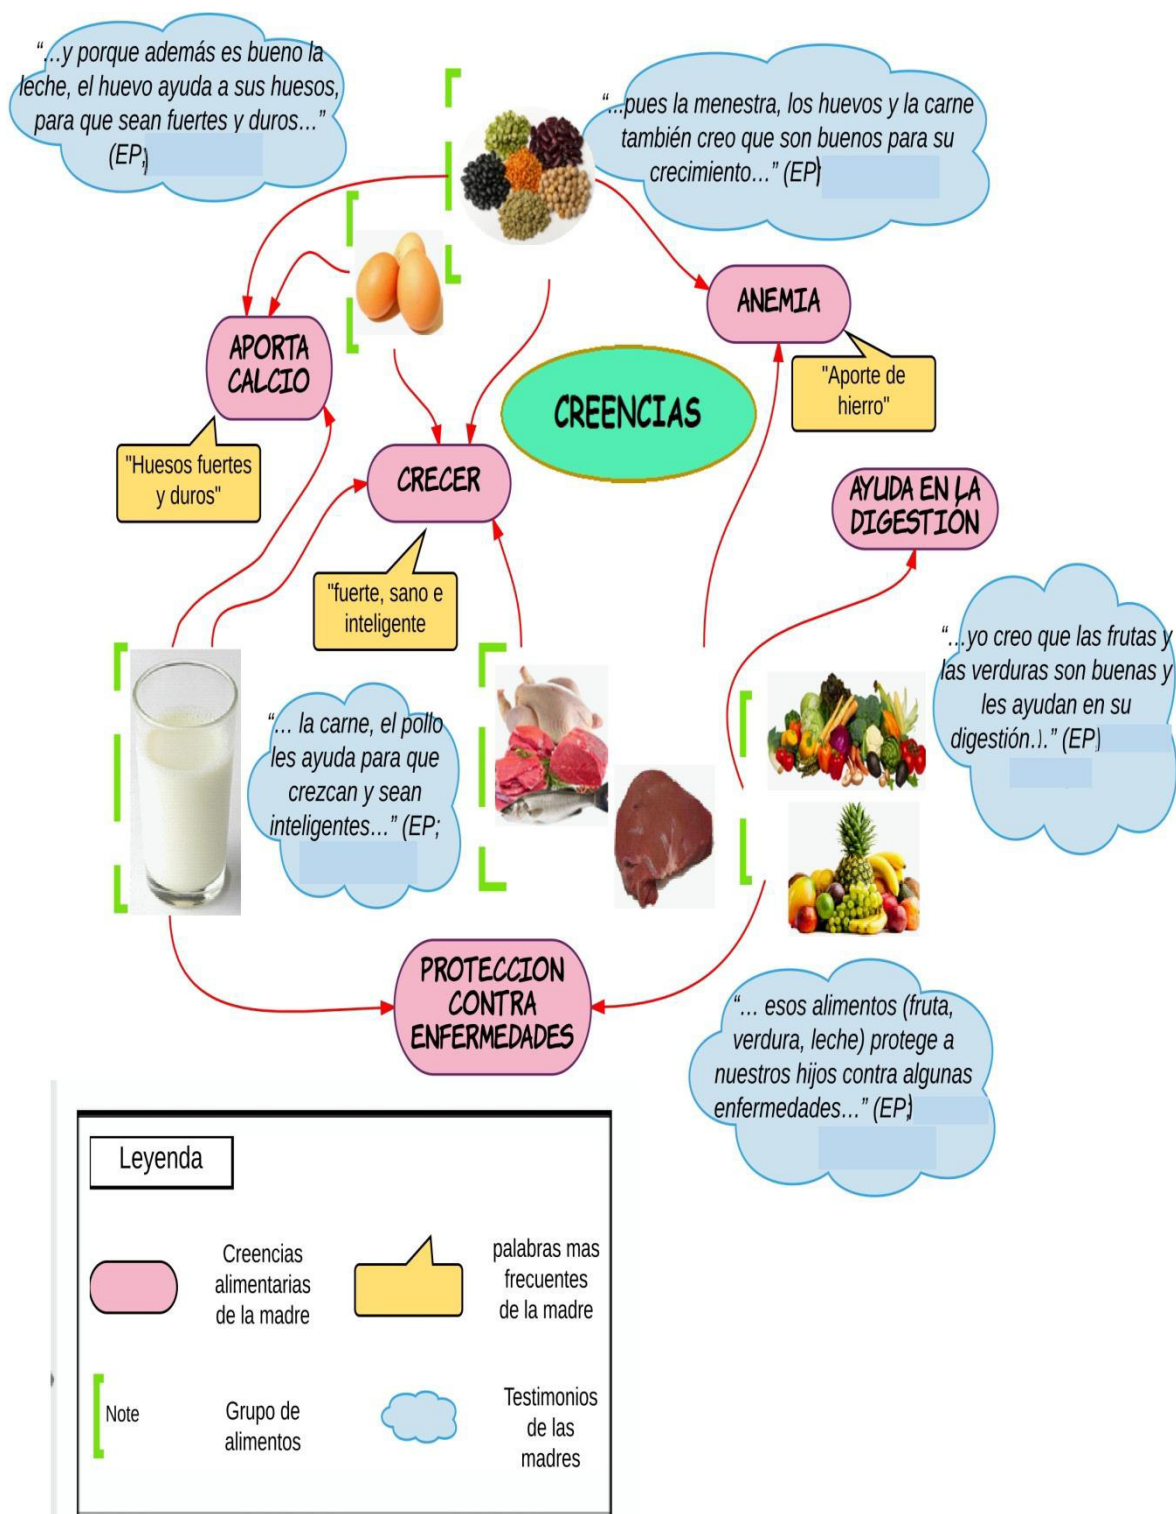 “...y porque además es bueno la
leche, el huevo ayuda a sus huesos,
para que sean fuertes y duros...”
(EP;
“...pues la menestra, los huevos y la carne
también creo que son buenos para su
crecimiento...” (EP;
ANEMIA
"Aporte de
hierro"
APORTA
CALCIO
CREENCIAS
"Huesos fuertes
y duros"
CRECER
AYUDA EN LA
DIGESTIÓN
"fuerte, sano e
inteligente
“...yo creo que las frutas y
las verduras son buenas y
les ayudan en su
digestión...” (EP;
“... la carne, el pollo
les ayuda para que
crezcan y sean
inteligentes...” (EP;
PROTECCION
CONTRA
ENFERMEDADES
“... esos alimentos (fruta,
verdura, leche) protege a
nuestros hijos contra algunas
enfermedades...” (EP;
Leyenda
Creencias
alimentarias
de la madre
palabras mas
frecuentes
de la madre
Note
Grupo de
alimentos
Testimonios
de las
madres